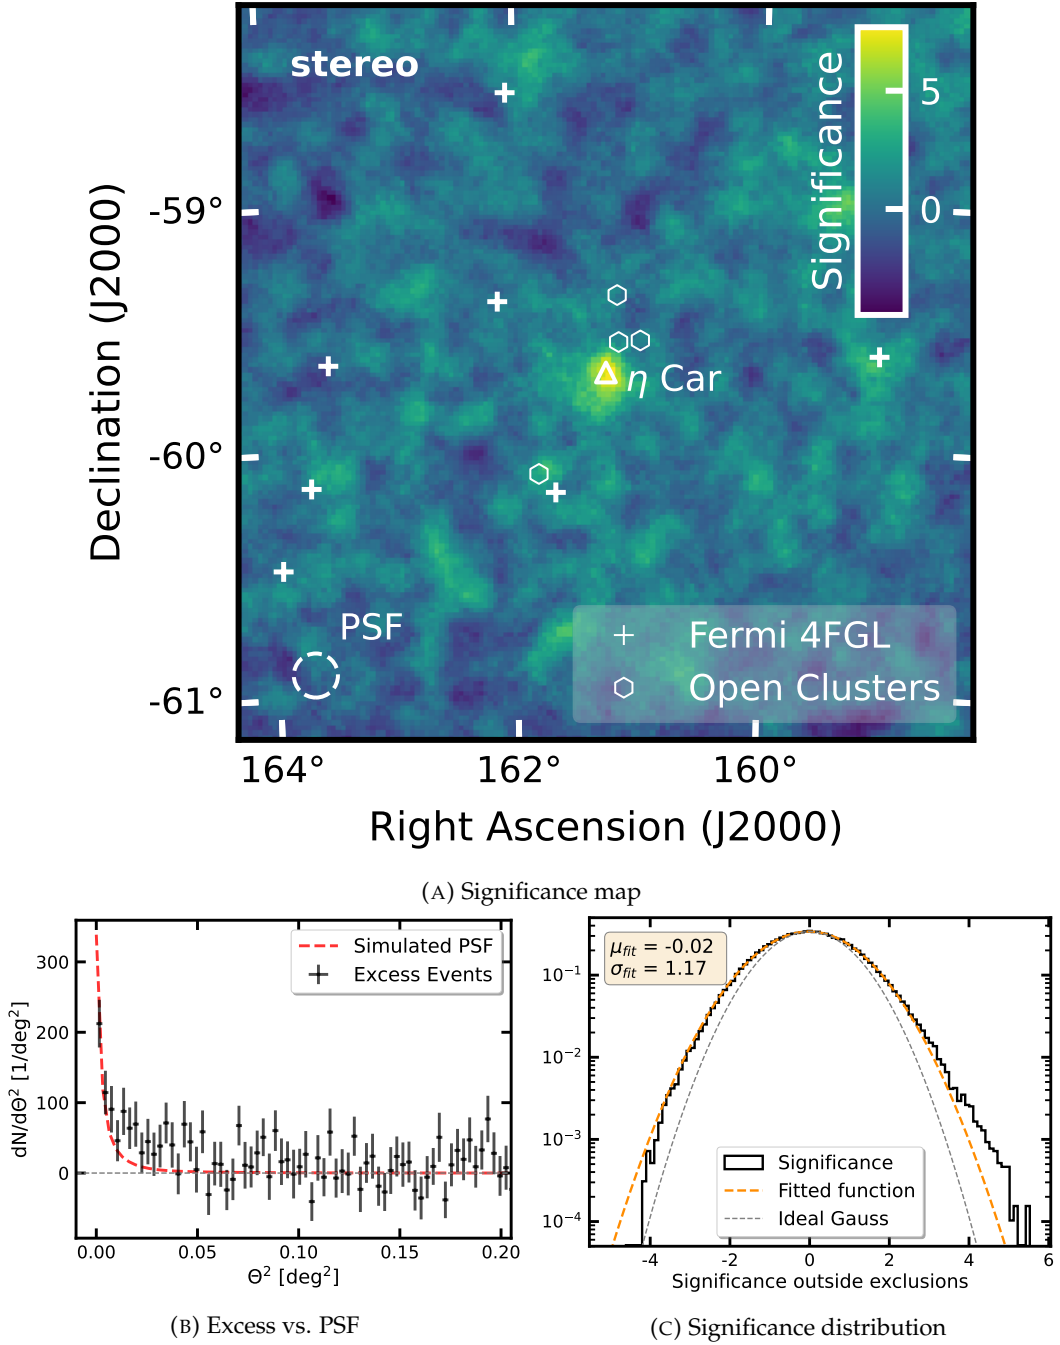 stereo
Significance
5
0
η Car
PSF
Fermi 4FGL
Open Clusters
-59°
-60°
-61°
Declination (J2000)
164°
162°
160°
Right Ascension (J2000)
(A) Significance map
Simulated PSF
Excess Events
300
200
100
0
dN/dΘ² [1/deg²]
0.00
0.05
0.10
0.15
0.20
Θ² [deg²]
(B) Excess vs. PSF
μfit = -0.02
σfit = 1.17
10⁻¹
10⁻²
10⁻³
10⁻⁴
Significance
Fitted function
Ideal Gauss
-4
-2
0
2
4
6
Significance outside exclusions
(C) Significance distribution